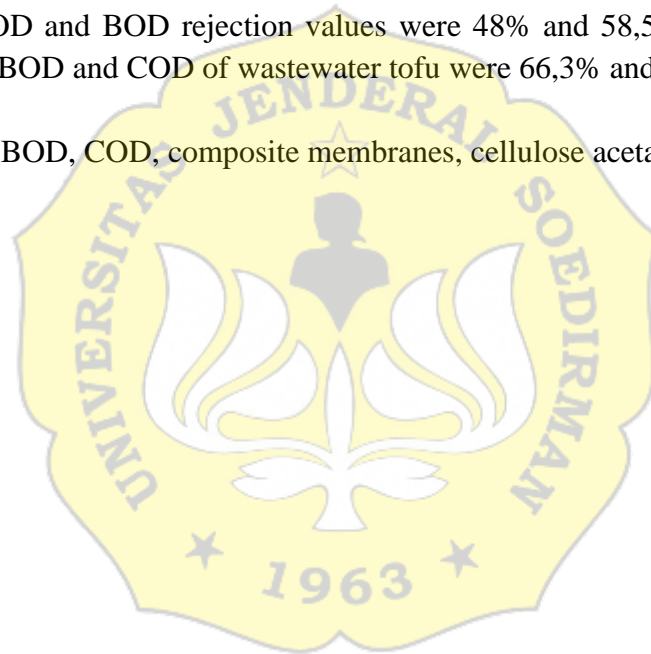 OD and BOD rejection values were 48% and 58,5
BOD and COD of wastewater tofu were 66,3% and
BOD, COD, composite membranes, cellulose aceta
UNIVERSITAS JENDERAL SOEDIRMAN
1963